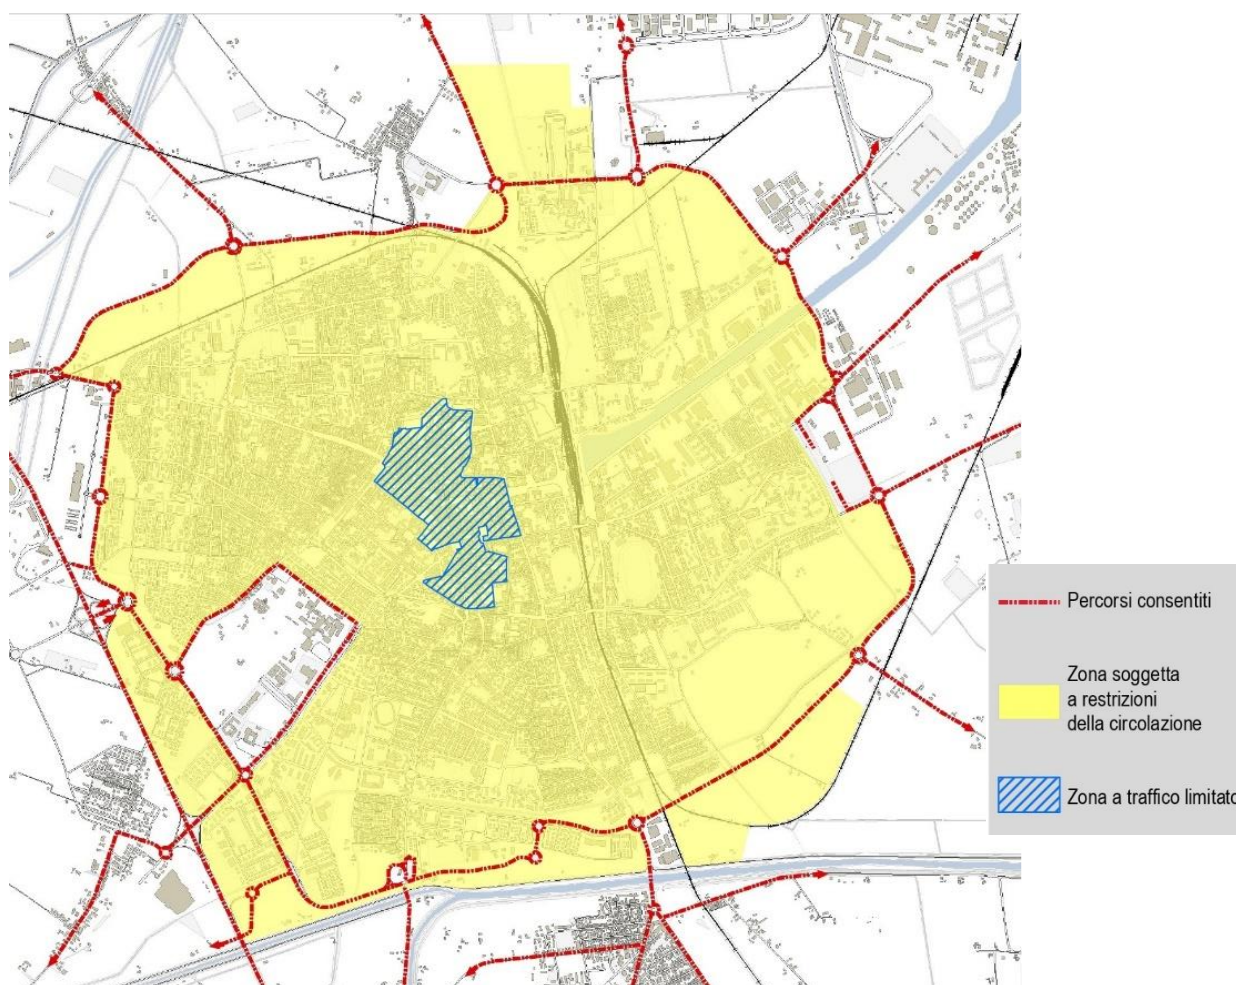 Percorsi consentiti
Zona soggetta
a restrizioni
della circolazione
Zona a traffico limitato